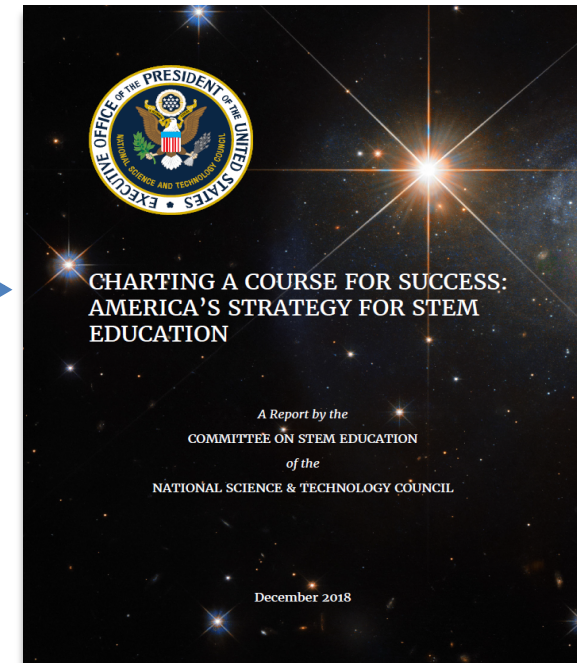 EXECUTIVE OFFICE OF THE PRESIDENT OF THE UNITED STATES
NATIONAL SCIENCE AND TECHNOLOGY COUNCIL
CHARTING A COURSE FOR SUCCESS:
AMERICA’S STRATEGY FOR STEM
EDUCATION
A Report by the
COMMITTEE ON STEM EDUCATION
of the
NATIONAL SCIENCE & TECHNOLOGY COUNCIL
December 2018